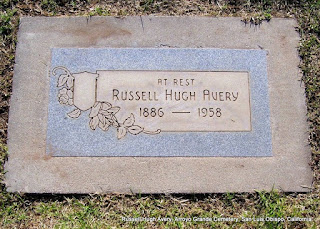 AT REST
RUSSELL HUGH AVERY
1886 — 1958
Russell Hugh Avery, Arroyo Grande Cemetery, San Luis Obispo, California